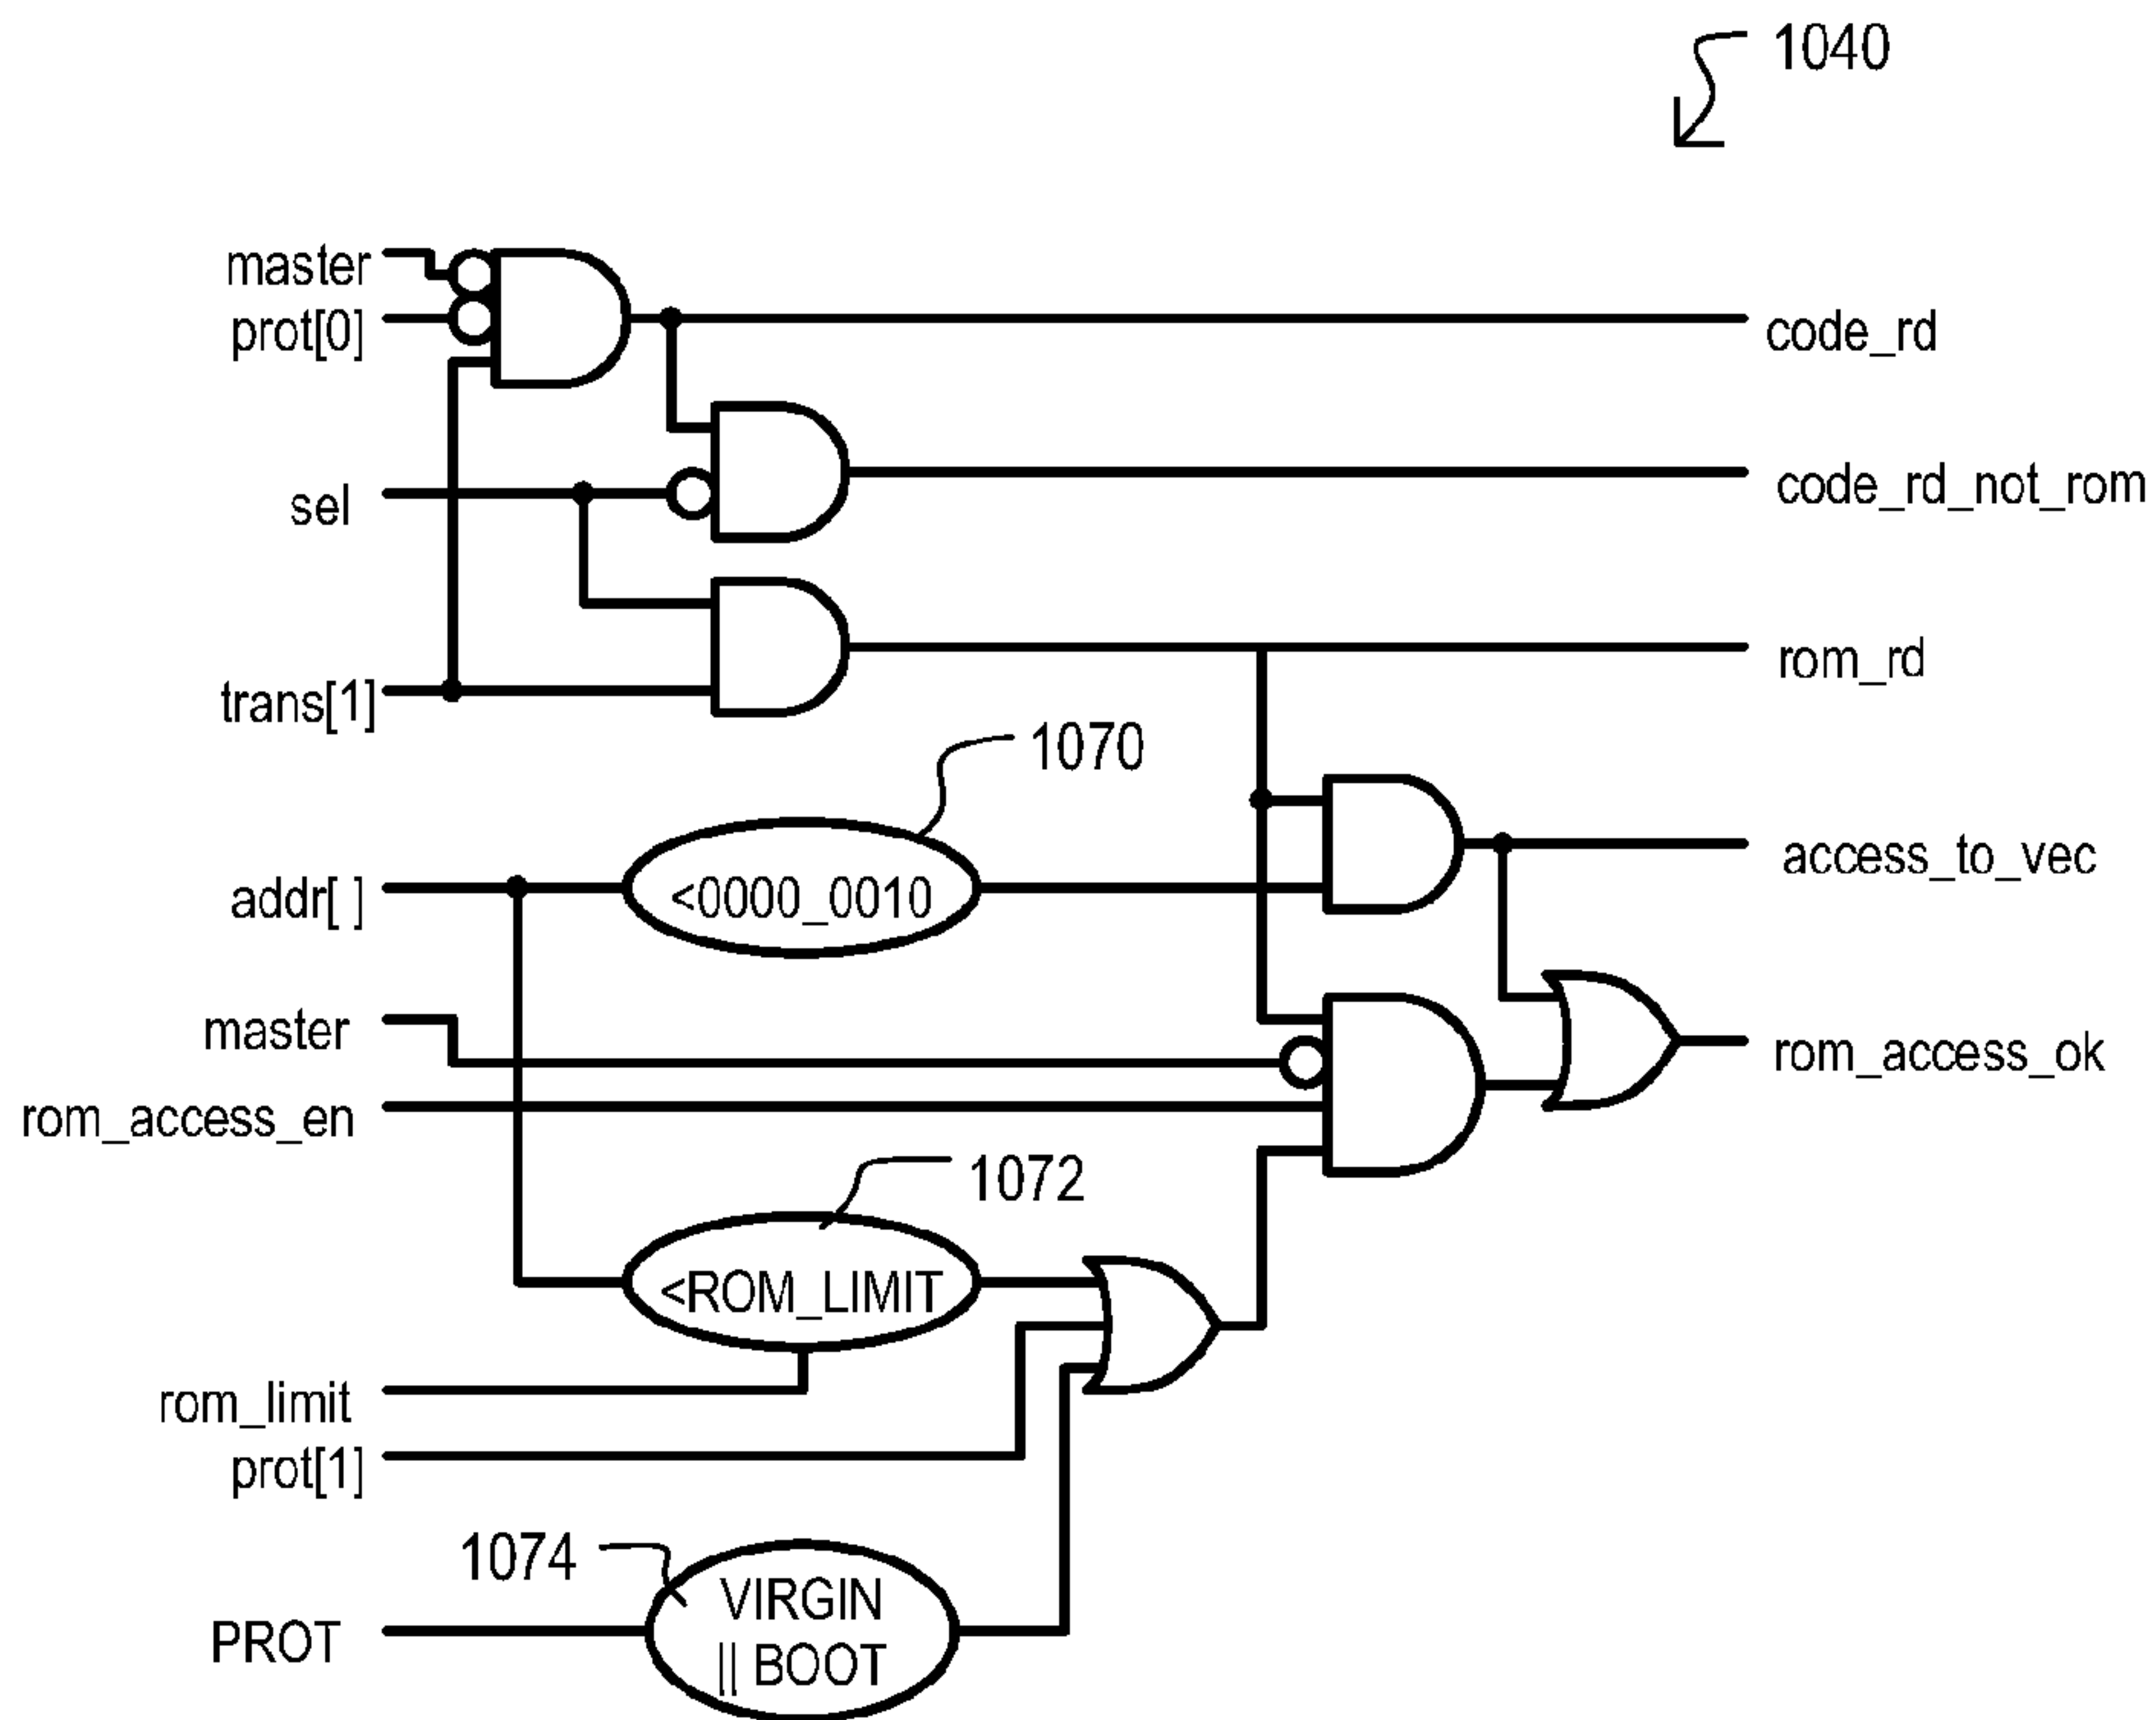 1040
master
prot[0]
code_rd
sel
code_rd_not_rom
trans[1]
rom_rd
1070
addr[ ]
<0000_0010
access_to_vec
master
rom_access_ok
rom_access_en
1072
<ROM_LIMIT
rom_limit
prot[1]
1074
PROT
VIRGIN
|| BOOT